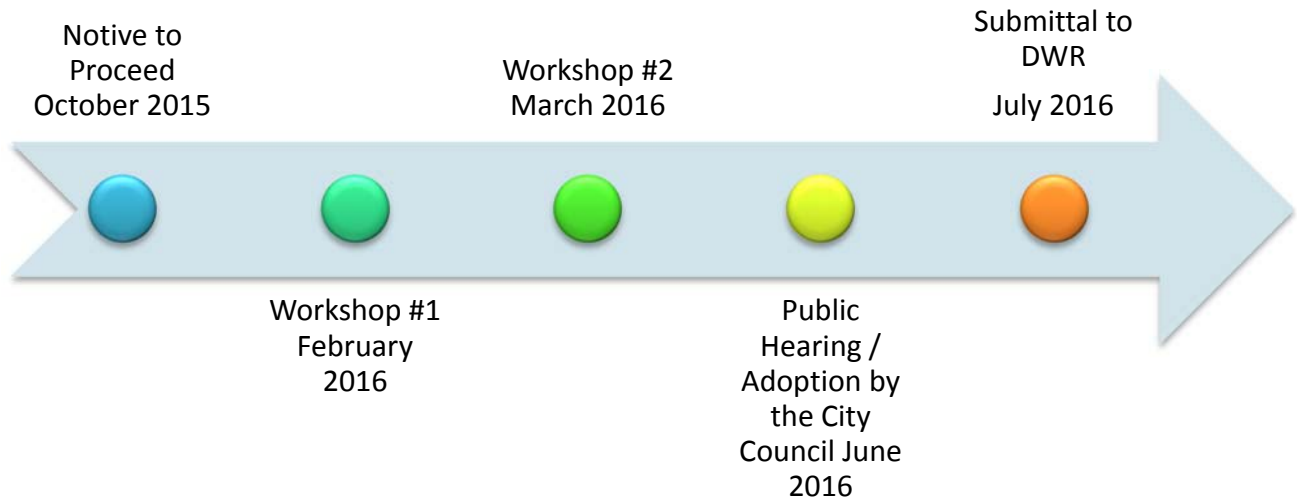 Notive to
Proceed
October 2015
Workshop #1
February
2016
Workshop #2
March 2016
Public
Hearing /
Adoption by
the City
Council June
2016
Submittal to
DWR
July 2016